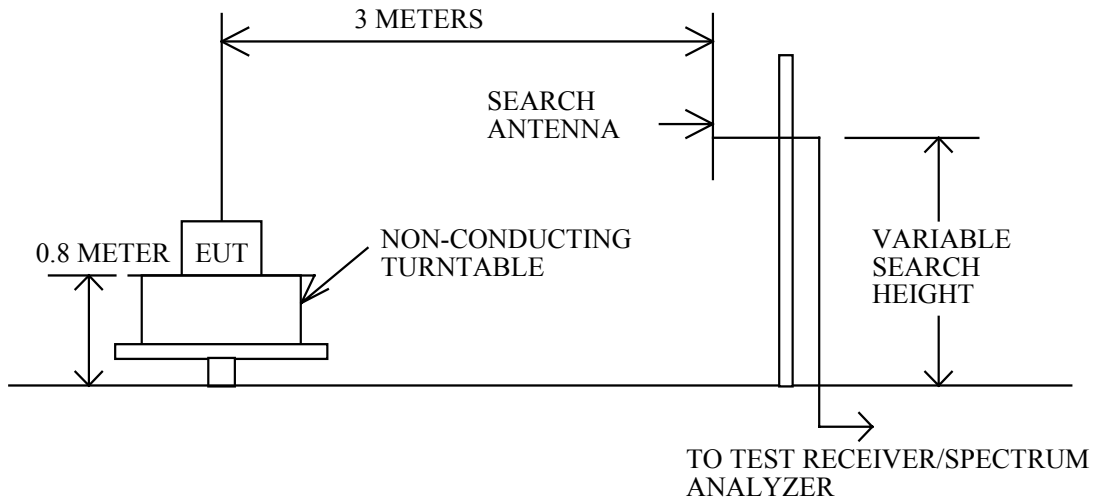 3 METERS
SEARCH
ANTENNA
0.8 METER
EUT
NON-CONDUCTING
TURNTABLE
VARIABLE
SEARCH
HEIGHT
TO TEST RECEIVER/SPECTRUM
ANALYZER